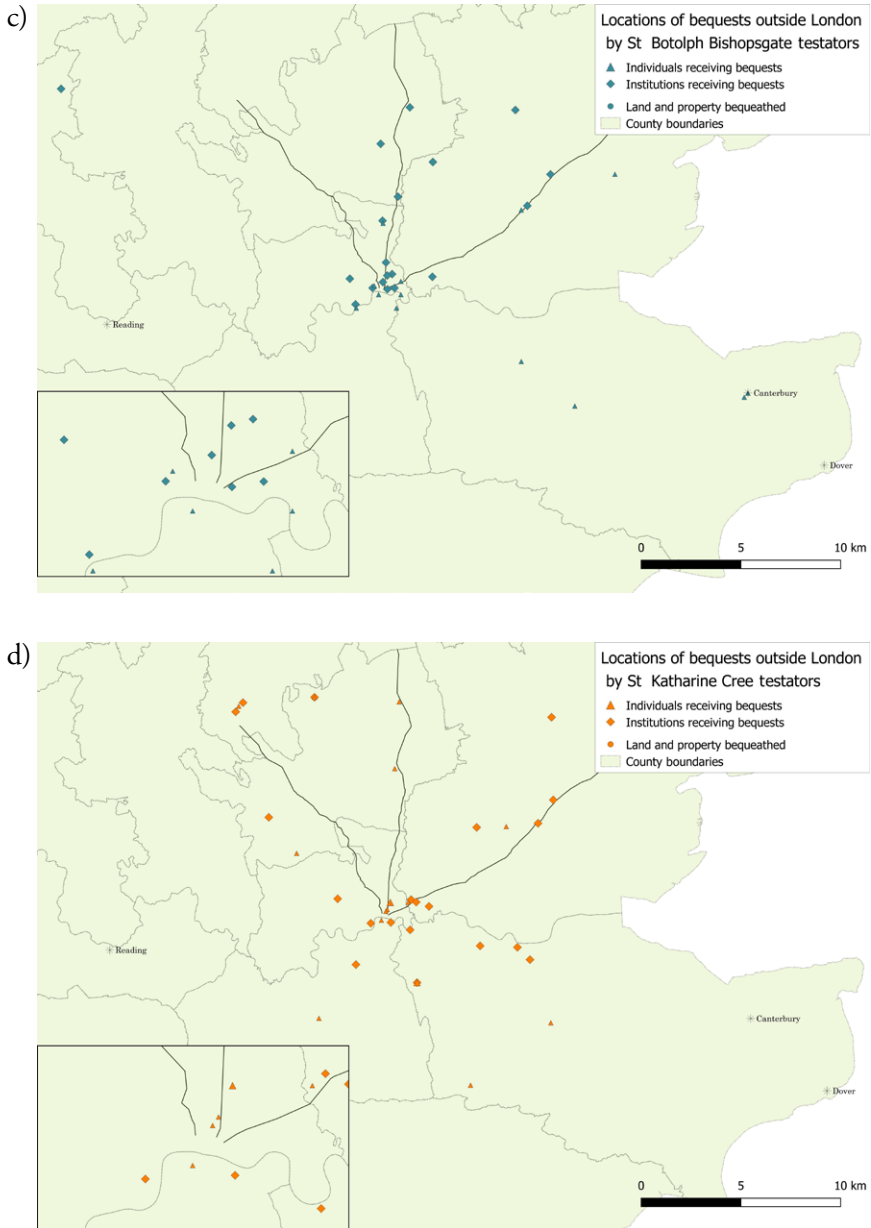 c)
Locations of bequests outside London
by St Botolph Bishopsgate testators
Individuals receiving bequests
Institutions receiving bequests
Land and property bequeathed
County boundaries
Reading
Canterbury
Dover
0 5 10 km
d)
Locations of bequests outside London
by St Katharine Cree testators
Individuals receiving bequests
Institutions receiving bequests
Land and property bequeathed
County boundaries
Reading
Canterbury
Dover
0 5 10 km